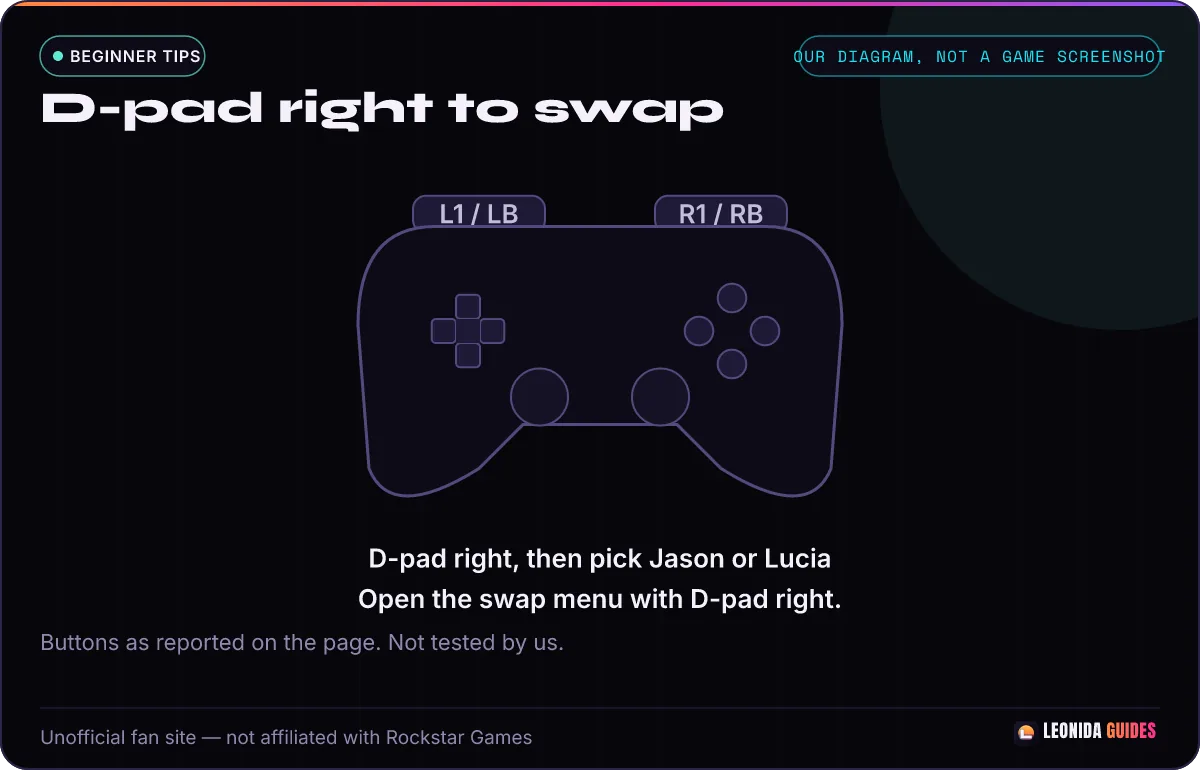 BEGINNER TIPS
OUR DIAGRAM, NOT A GAME SCREENSHOT
D-pad right to swap
L1 / LB
R1 / RB
D-pad right, then pick Jason or Lucia
Open the swap menu with D-pad right.
Buttons as reported on the page. Not tested by us.
Unofficial fan site — not affiliated with Rockstar Games
LEONIDA GUIDES